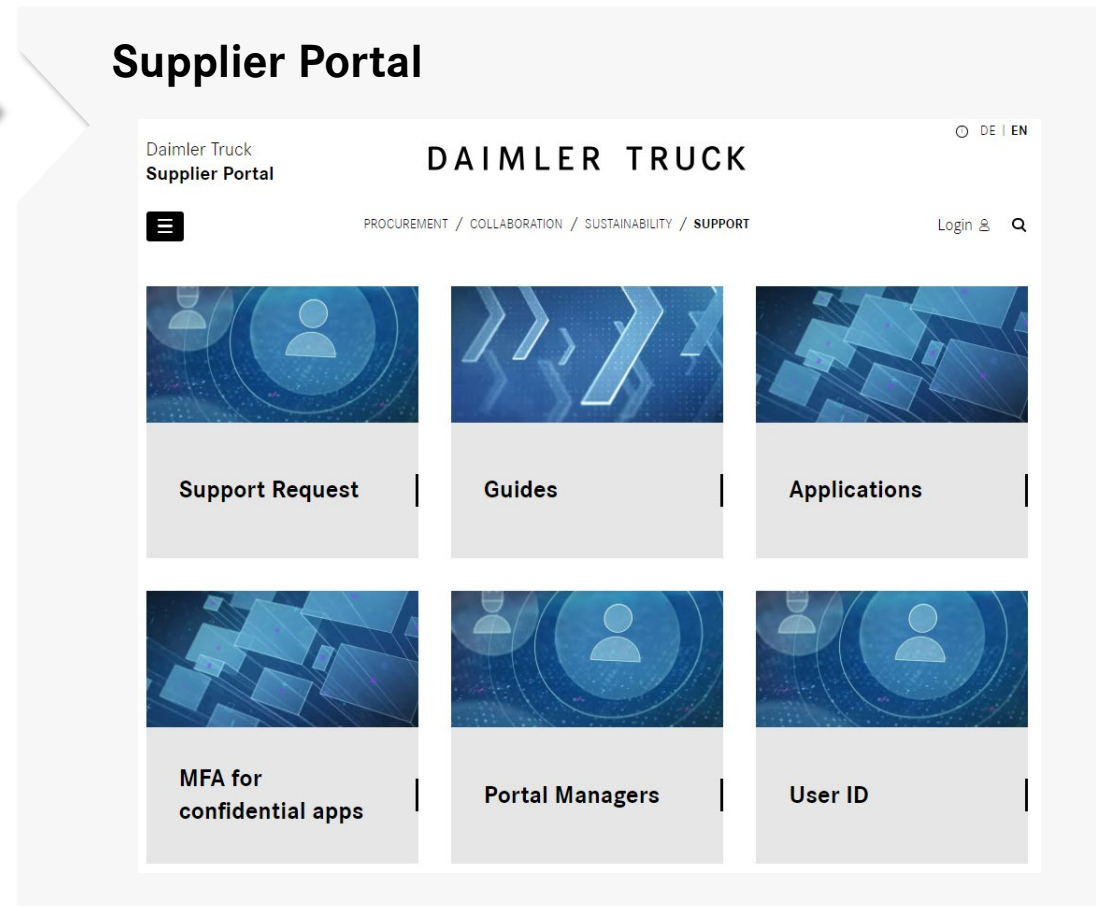 Supplier Portal
DE | EN
Daimler Truck
Supplier Portal
DAIMLER TRUCK
PROCUREMENT / COLLABORATION / SUSTAINABILITY / SUPPORT
Login
Support Request
Guides
Applications
MFA for
confidential apps
Portal Managers
User ID